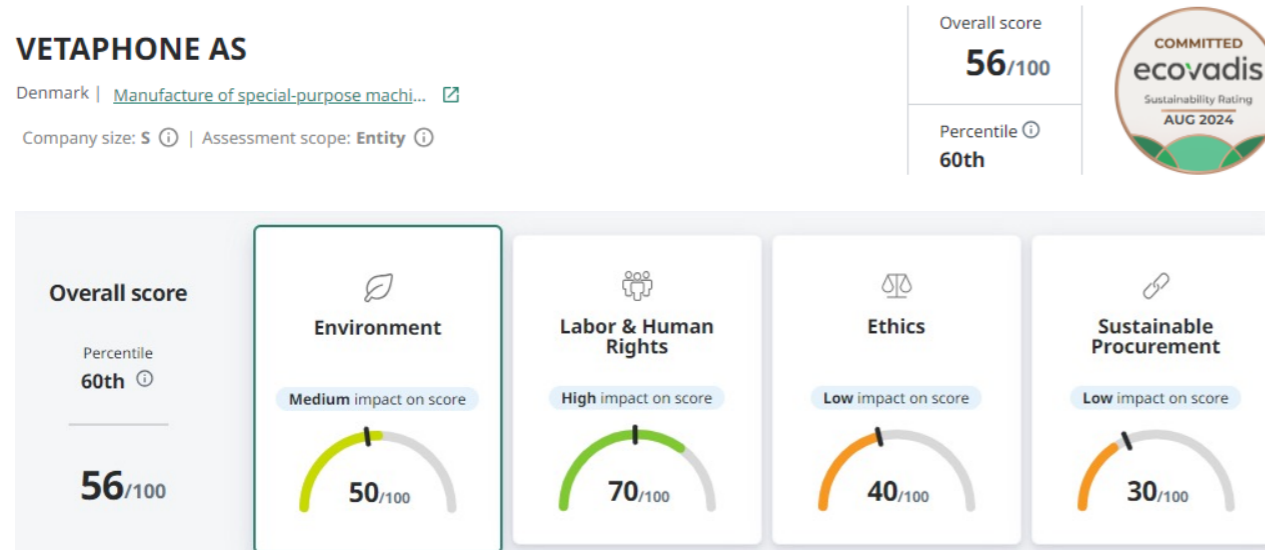 VETAPHONE AS
Denmark | Manufacture of special-purpose machi...
Company size: S | Assessment scope: Entity
Overall score
56/100
Percentile
60th
COMMITTED
ecovadis
Sustainability Rating
AUG 2024
Overall score
Percentile
60th
56/100
Environment
Medium impact on score
50/100
Labor & Human
Rights
High impact on score
70/100
Ethics
Low impact on score
40/100
Sustainable
Procurement
Low impact on score
30/100